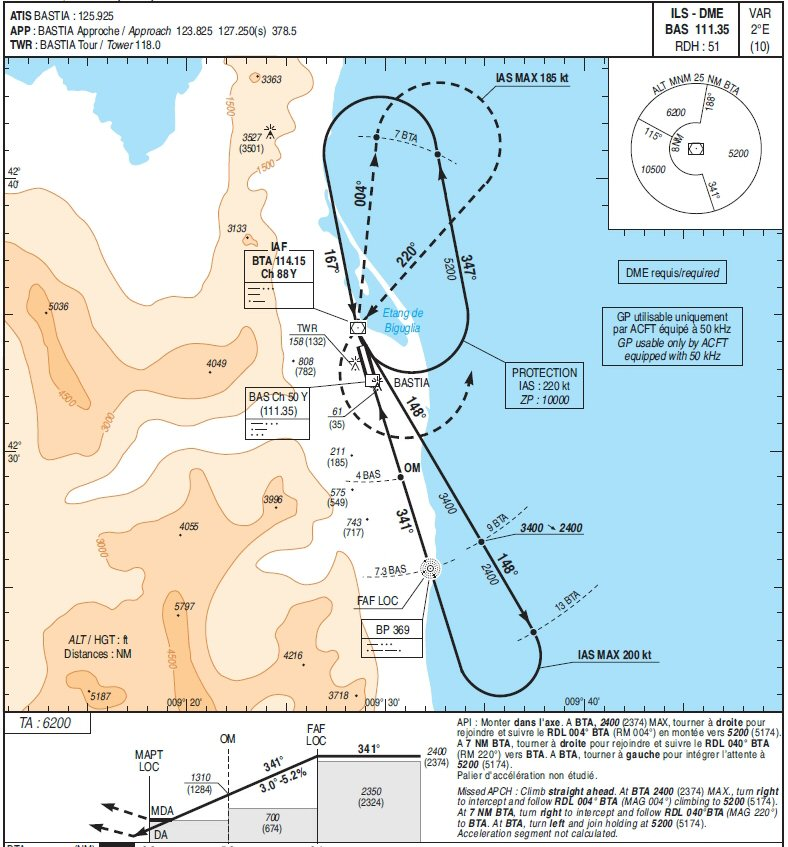 ATIS BASTIA : 125.925
APP : BASTIA Approche / Approach 123.825 127.250(s) 378.5
TWR : BASTIA Tour / Tower 118.0
ILS - DME
BAS 111.35
RDH : 51
VAR
2°E
(10)
3363
1500
3527
(3501)
1500
IAS MAX 185 kt
7 BTA
ALT MNM 25 NM BTA
6200
188°
115°
8NM
5200
10500
341°
42°
40'
004°
3133
IAF
BTA 114.15
Ch 88 Y
167°
220°
347°
5200
DME requis/required
5036
Etang de
Biguglia
GP utilisable uniquement
par ACFT équipé à 50 kHz
GP usable only by ACFT
equipped with 50 kHz
TWR
158 (132)
808
(782)
4049
PROTECTION
IAS : 220 kt
ZP : 10000
4500
3000
BAS Ch 50 Y
(111.35)
BASTIA
148°
61
(35)
42°
30'
211
(185)
OM
4 BAS
575
(549)
3400
3996
341°
743
(717)
9 BTA
3400 ↘ 2400
4055
3000
148°
2400
7.3 BAS
13 BTA
FAF LOC
5797
BP 369
ALT / HGT : ft
Distances : NM
4500
4216
IAS MAX 200 kt
5187
3718
009° 20'
009° 30'
009° 40'
TA : 6200
MAPT
LOC
OM
FAF
LOC
341°
341°
2400
(2374)
1310
(1284)
3.0°-5.2%
2350
(2324)
MDA
700
(674)
DA
API : Monter dans l'axe. A BTA, 2400 (2374) MAX, tourner à droite pour
rejoindre et suivre le RDL 004° BTA (RM 004°) en montée vers 5200 (5174).
A 7 NM BTA, tourner à droite pour rejoindre et suivre le RDL 040° BTA
(RM 220°) vers BTA. A BTA, tourner à gauche pour intégrer l'attente à
5200 (5174).
Palier d'accélération non étudié.
Missed APCH : Climb straight ahead. At BTA 2400 (2374) MAX., turn right
to intercept and follow RDL 004° BTA (MAG 004°) climbing to 5200 (5174).
At 7 NM BTA, turn right to intercept and follow RDL 040°BTA (MAG 220°)
to BTA. At BTA, turn left and join holding at 5200 (5174).
Acceleration segment not calculated.